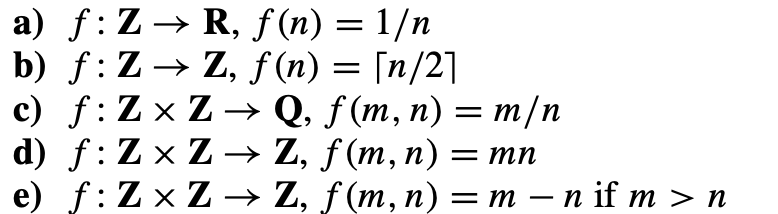 a) f : Z → R, f(n) = 1/n
b) f : Z → Z, f(n) = ⌈n/2⌉
c) f : Z × Z → Q, f(m, n) = m/n
d) f : Z × Z → Z, f(m, n) = mn
e) f : Z × Z → Z, f(m, n) = m − n if m > n